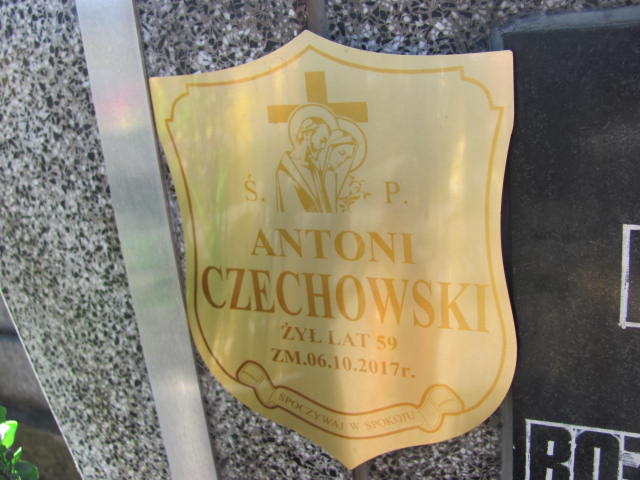 Ś. P.
ANTONI
CZECHOWSKI
ŻYŁ LAT 59
ZM.06.10.2017r.
SPOCZYWAJ W SPOKOJU